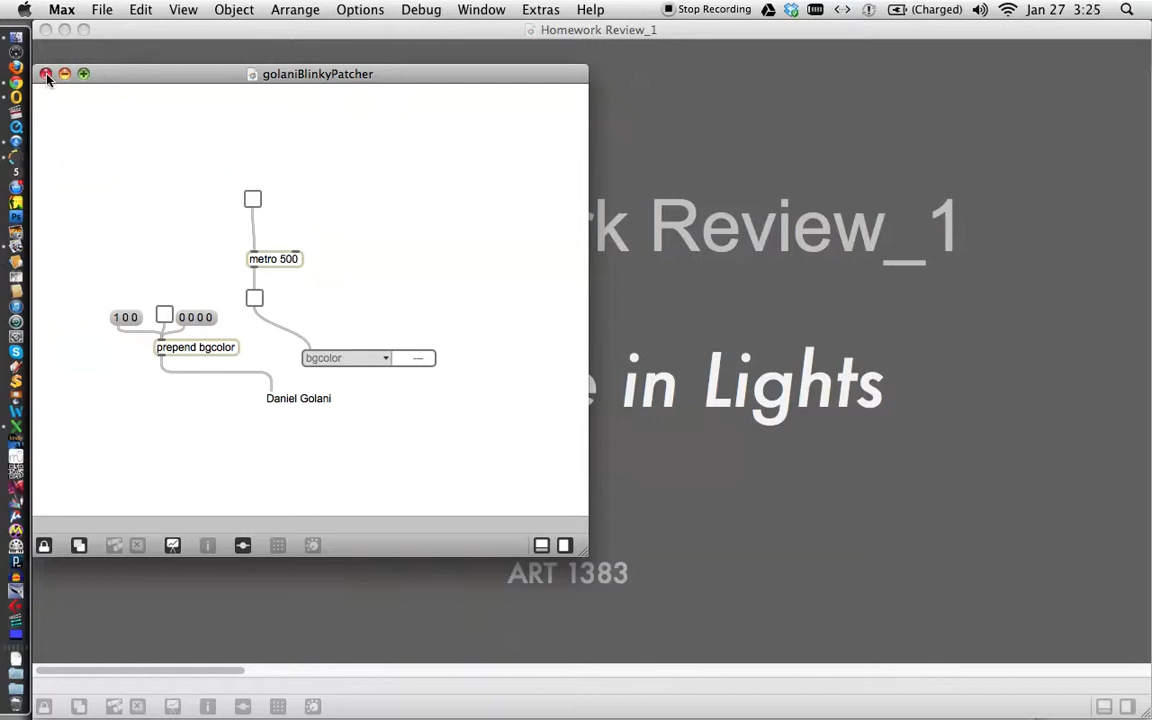 Max File Edit View Object Arrange Options Debug Window Extras Help Stop Recording (Charged) Jan 27 3:25
Homework Review_1
golaniBlinkyPatcher
metro 500
1 0 0
0 0 0 0
prepend bgcolor
bgcolor —
Daniel Golani
k Review_1
in Lights
ART 1383
5